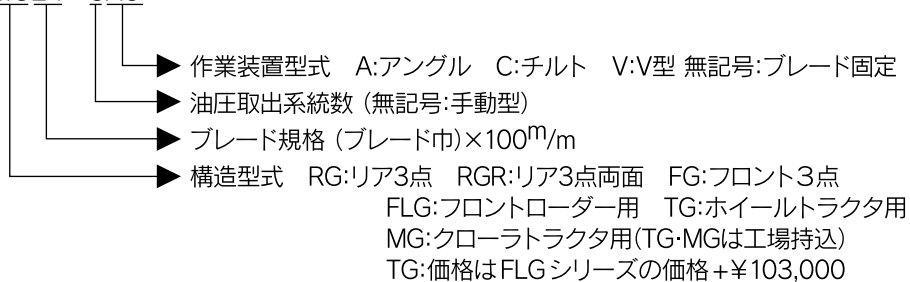 作業装置型式 A:アングル C:チルト V:V型 無記号:ブレード固定
油圧取出系統数(無記号:手動型)
ブレード規格(ブレード巾)×100m/m
構造型式 RG:リア3点 RGR:リア3点両面 FG:フロント3点
FLG:フロントローダー用 TG:ホイールトラクタ用
MG:クローラトラクタ用(TG·MGは工場持込)
TG:価格はFLGシリーズの価格+¥103,000